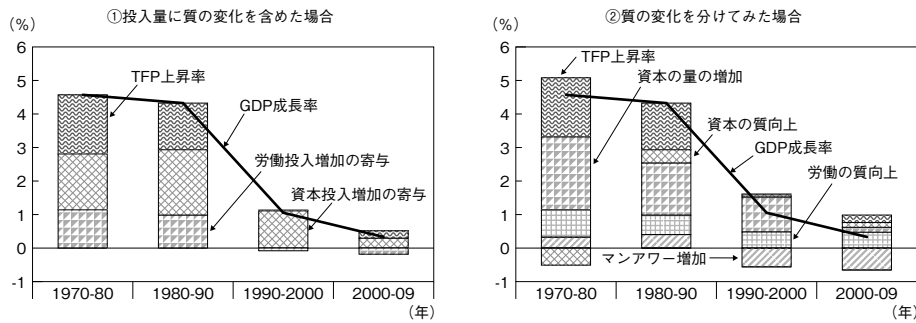 ①投入量に質の変化を含めた場合
(%)
6
5
4
3
2
1
0
-1
TFP上昇率
GDP成長率
労働投入増加の寄与
資本投入増加の寄与
1970-80 1980-90 1990-2000 2000-09
(年)
②質の変化を分けてみた場合
(%)
6
5
4
3
2
1
0
-1
TFP上昇率
資本の量の増加
資本の質向上
GDP成長率
労働の質向上
マンアワー増加
1970-80 1980-90 1990-2000 2000-09
(年)